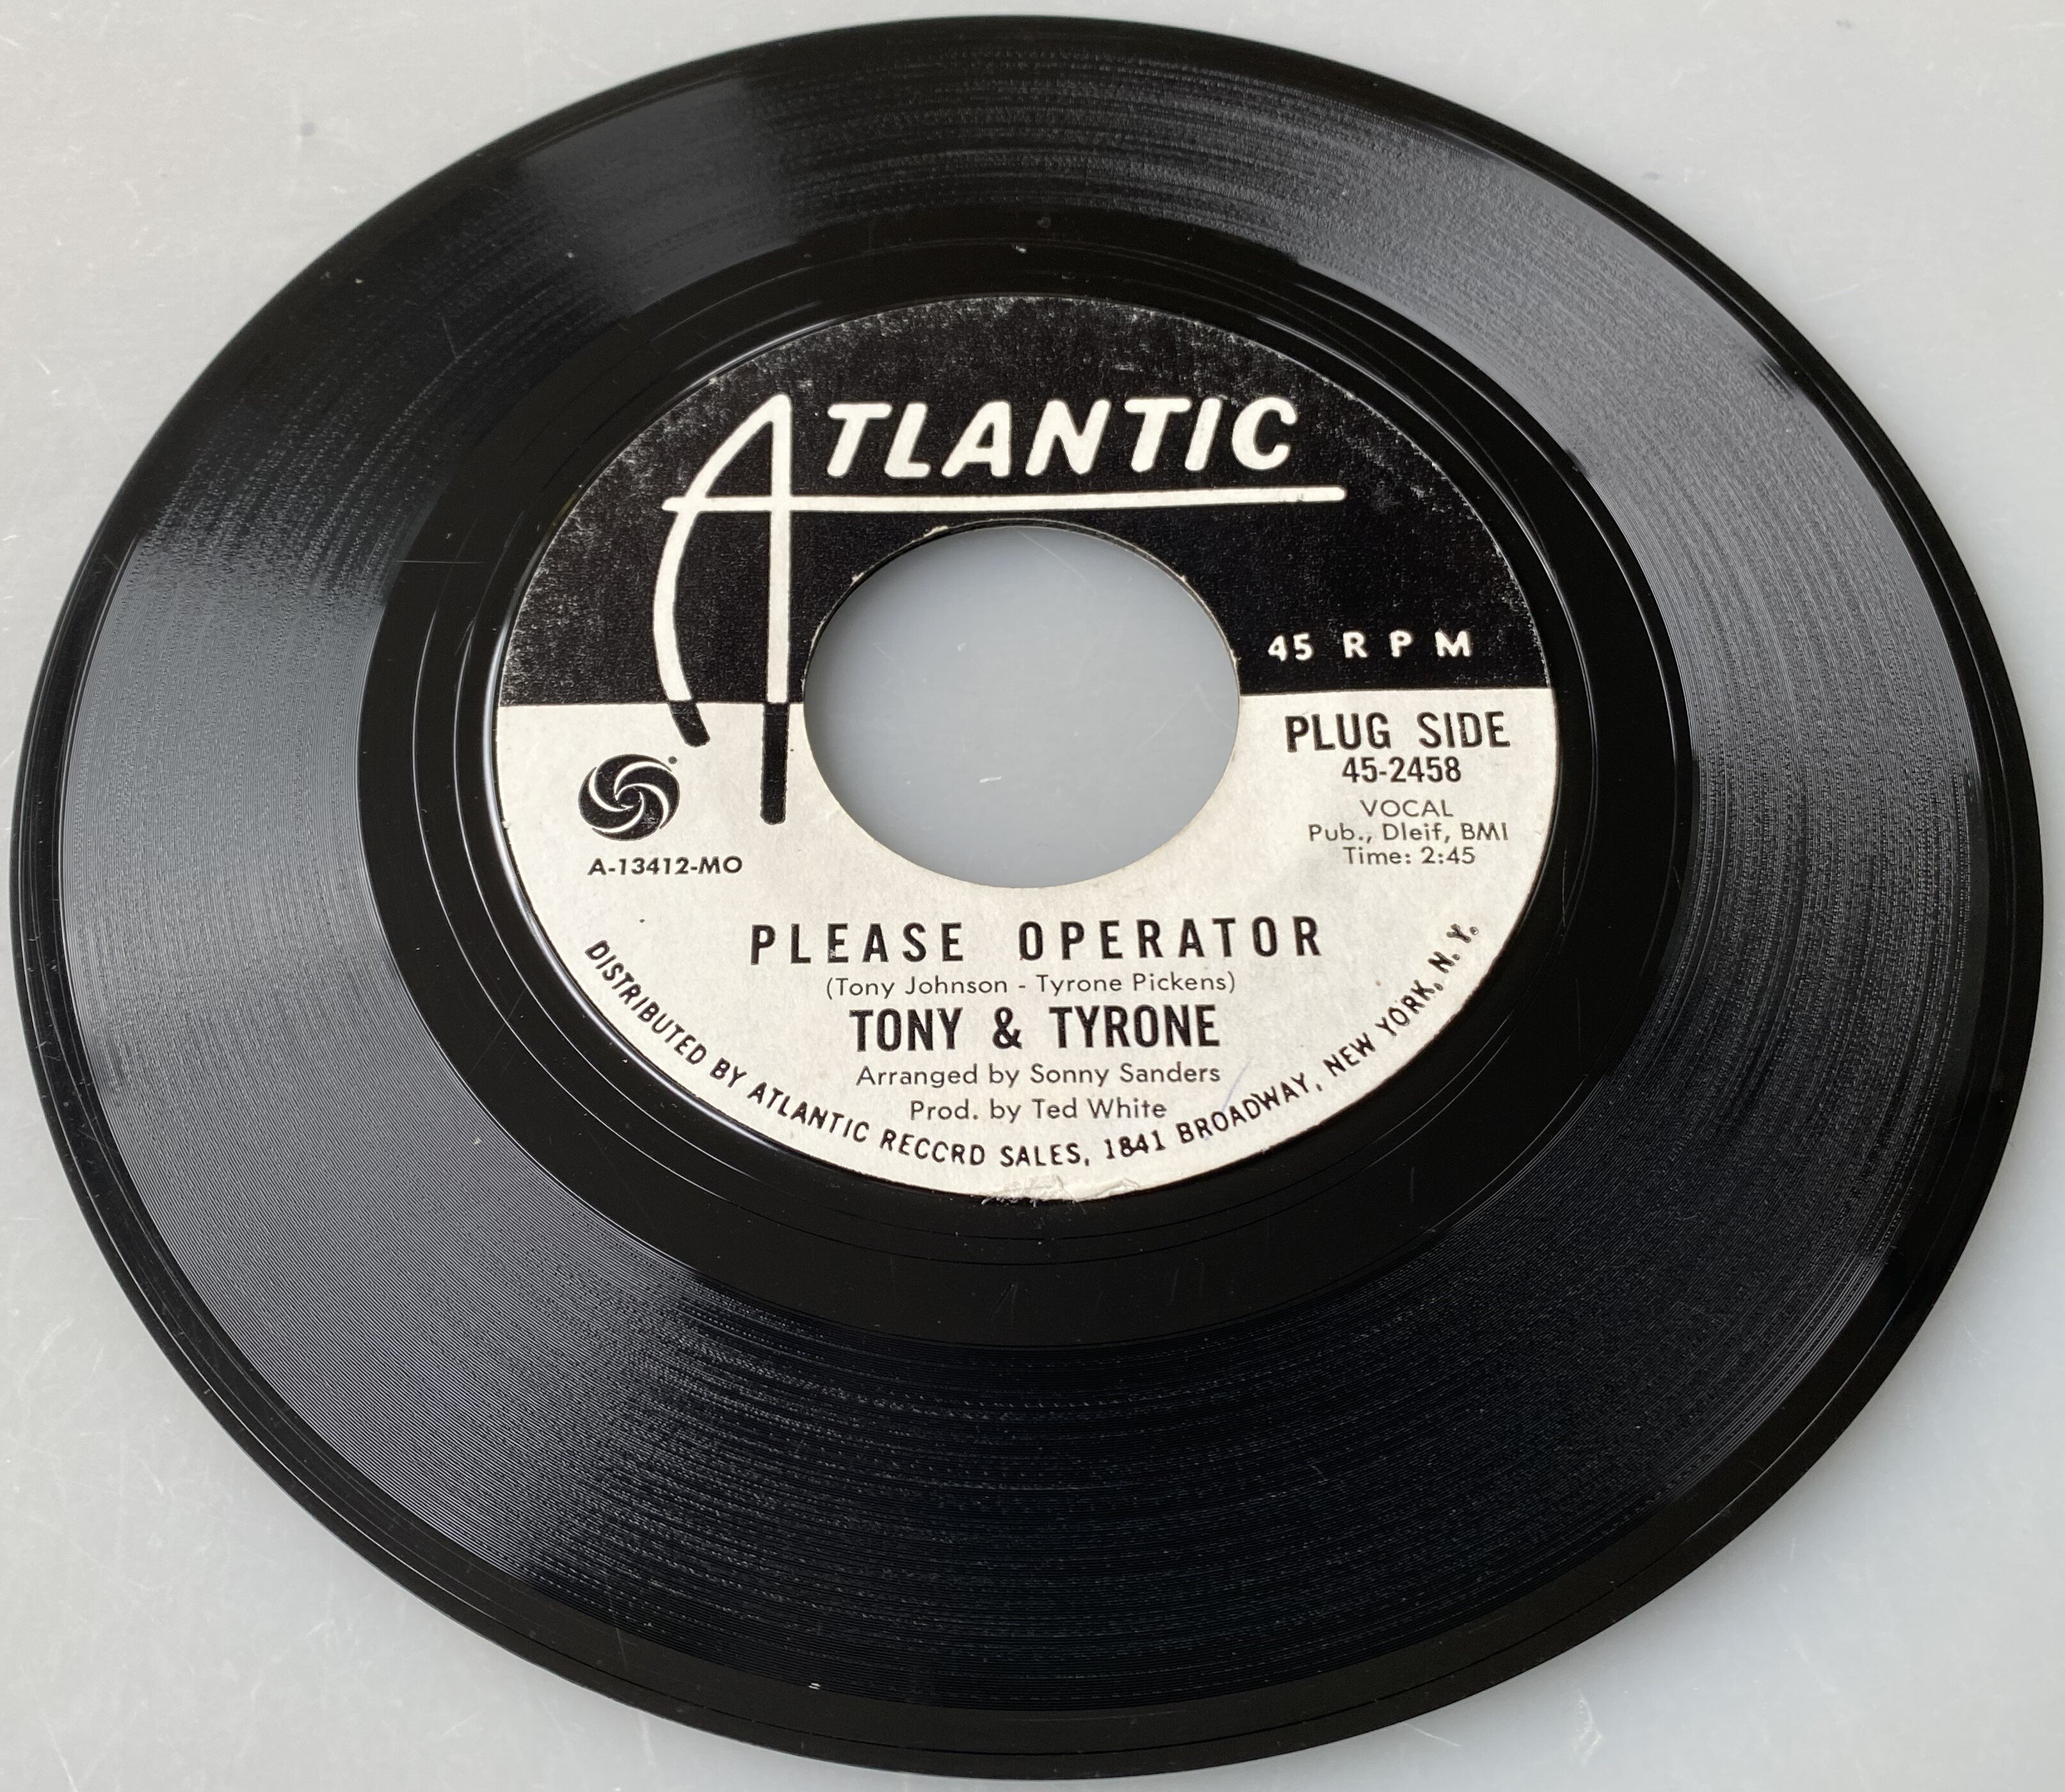 ATLANTIC
45 RPM
PLUG SIDE
45-2458
VOCAL
Pub., Dleif, BMI
Time: 2:45
A-13412-MO
PLEASE OPERATOR
(Tony Johnson - Tyrone Pickens)
TONY & TYRONE
Arranged by Sonny Sanders
Prod. by Ted White
DISTRIBUTED BY ATLANTIC RECCRD SALES, 1841 BROADWAY, NEW YORK, N.Y.